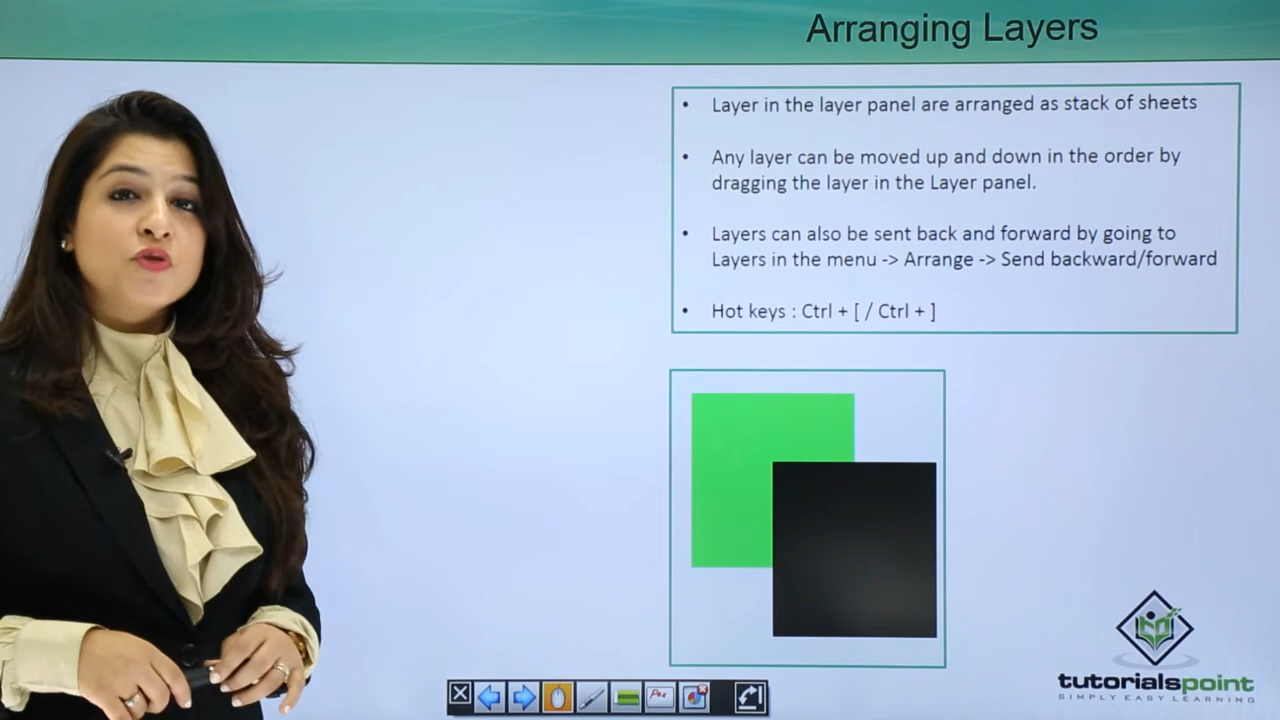 Arranging Layers
• Layer in the layer panel are arranged as stack of sheets
• Any layer can be moved up and down in the order by
dragging the layer in the Layer panel.
• Layers can also be sent back and forward by going to
Layers in the menu -> Arrange -> Send backward/forward
• Hot keys : Ctrl + [ / Ctrl + ]
tutorialspoint
SIMPLY EASY LEARNING